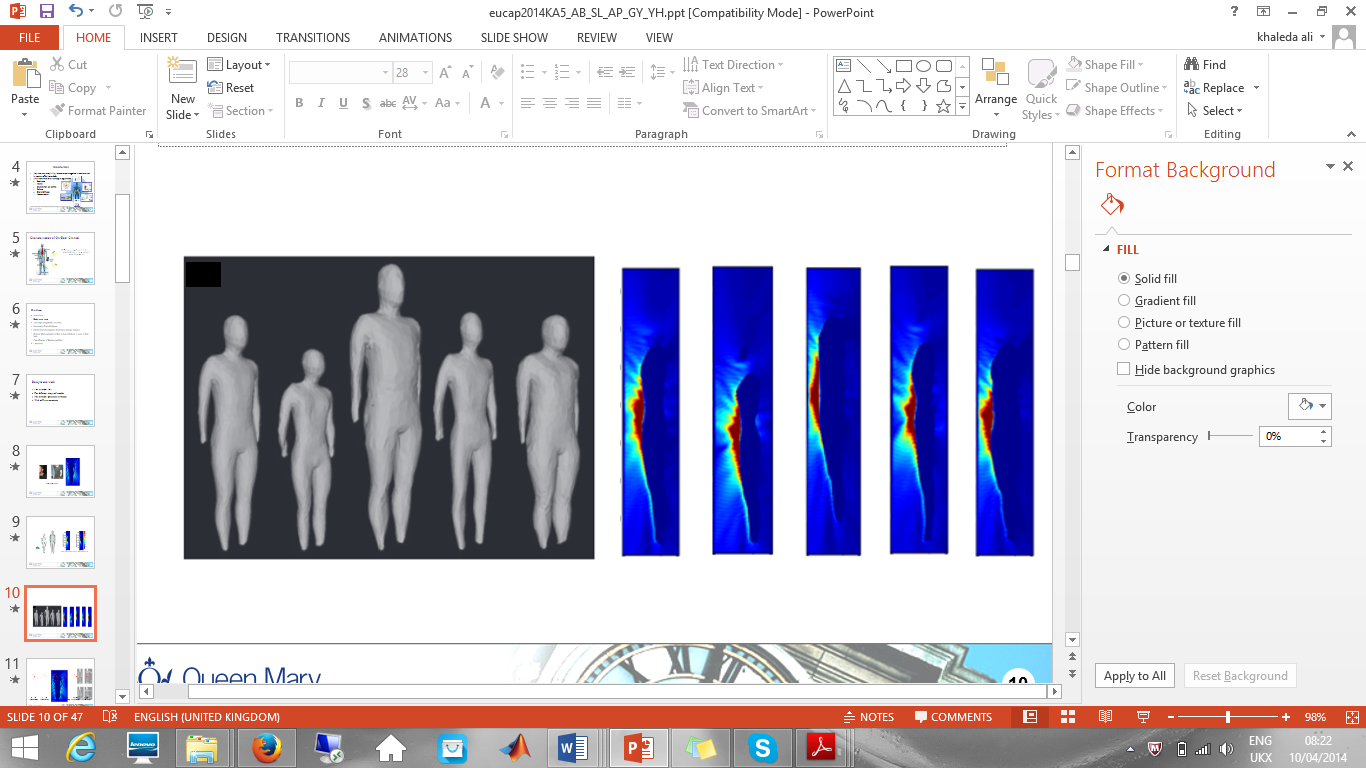 eucap2014KA5_AB_SL_AP_GY_YH.ppt [Compatibility Mode] - PowerPoint
FILE HOME INSERT DESIGN TRANSITIONS ANIMATIONS SLIDE SHOW REVIEW VIEW khaleda ali
Paste
Cut
Copy
Format Painter
Clipboard
New Slide
Layout
Reset
Section
Slides
28
Font
Text Direction
Align Text
Convert to SmartArt
Paragraph
Arrange
Quick Styles
Shape Fill
Shape Outline
Shape Effects
Drawing
Find
Replace
Select
Editing
4
5
6
7
8
9
10
11
Queen Mary
10
Format Background
FILL
Solid fill
Gradient fill
Picture or texture fill
Pattern fill
Hide background graphics
Color
Transparency 0%
Apply to All Reset Background
SLIDE 10 OF 47 ENGLISH (UNITED KINGDOM) NOTES COMMENTS 98%
lenovo
ENG 08:22
UKX 10/04/2014